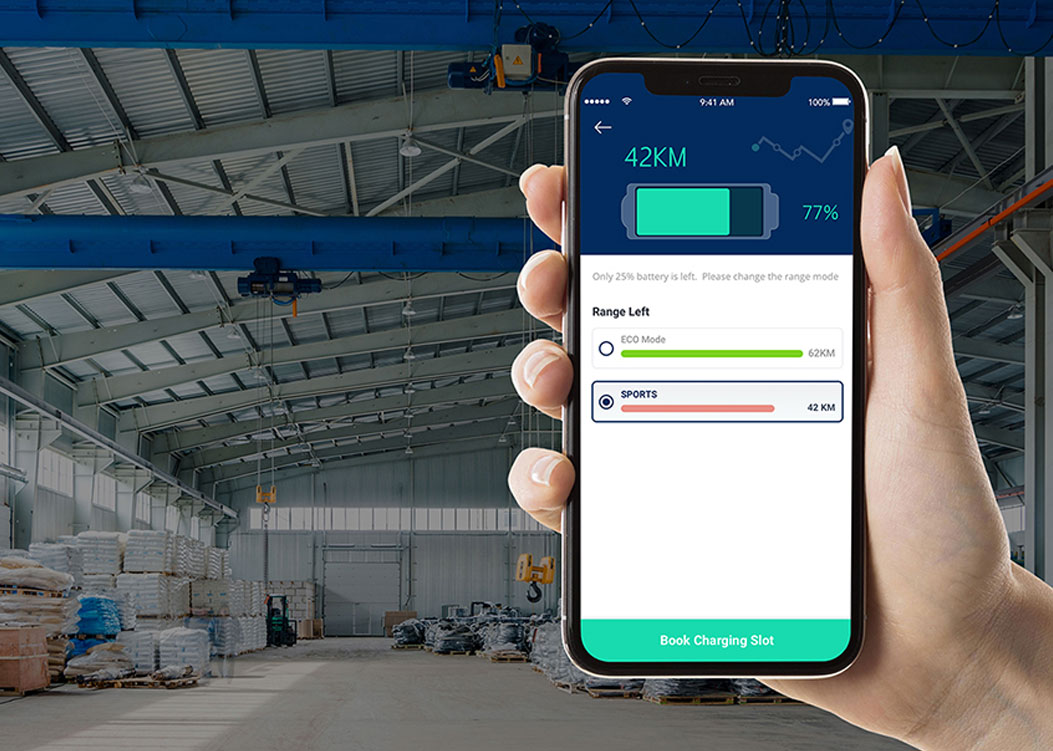 9:41 AM 100%
42KM
77%
Only 25% battery is left. Please change the range mode
Range Left
ECO Mode
62KM
SPORTS
42 KM
Book Charging Slot